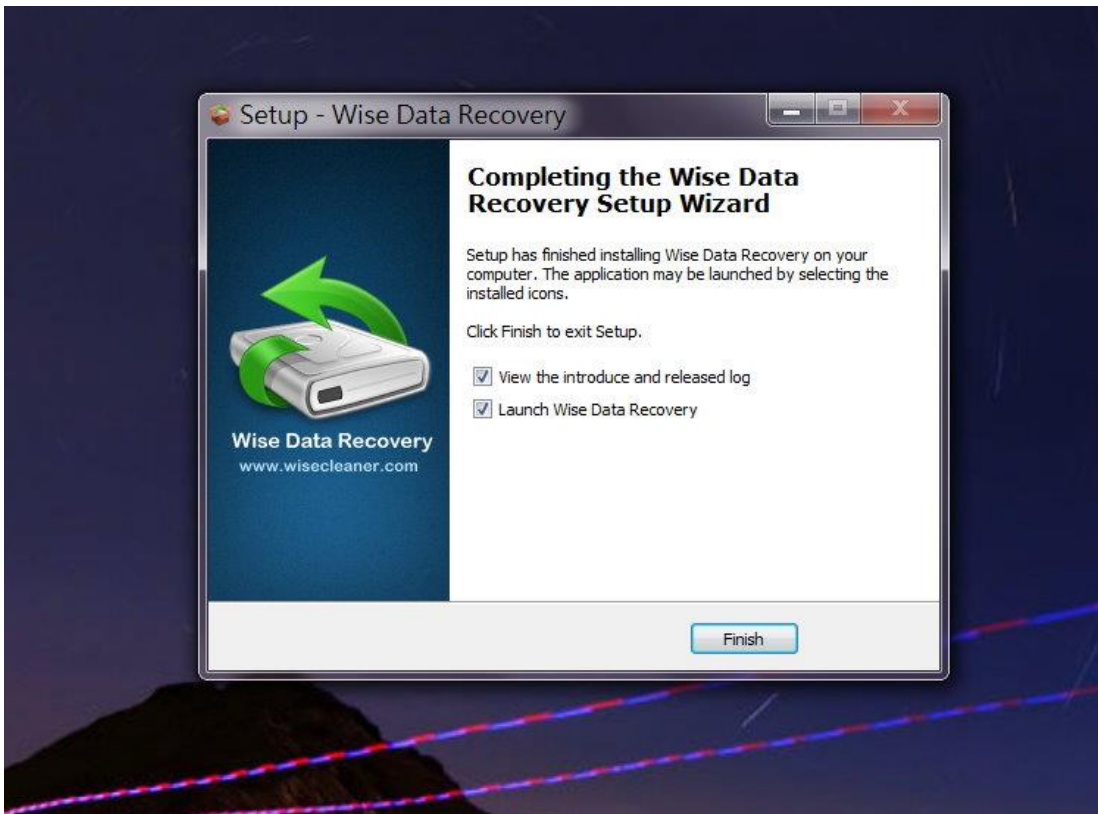 Setup - Wise Data Recovery
Completing the Wise Data
Recovery Setup Wizard
Setup has finished installing Wise Data Recovery on your
computer. The application may be launched by selecting the
installed icons.
Click Finish to exit Setup.
View the introduce and released log
Launch Wise Data Recovery
Wise Data Recovery
www.wisecleaner.com
Finish